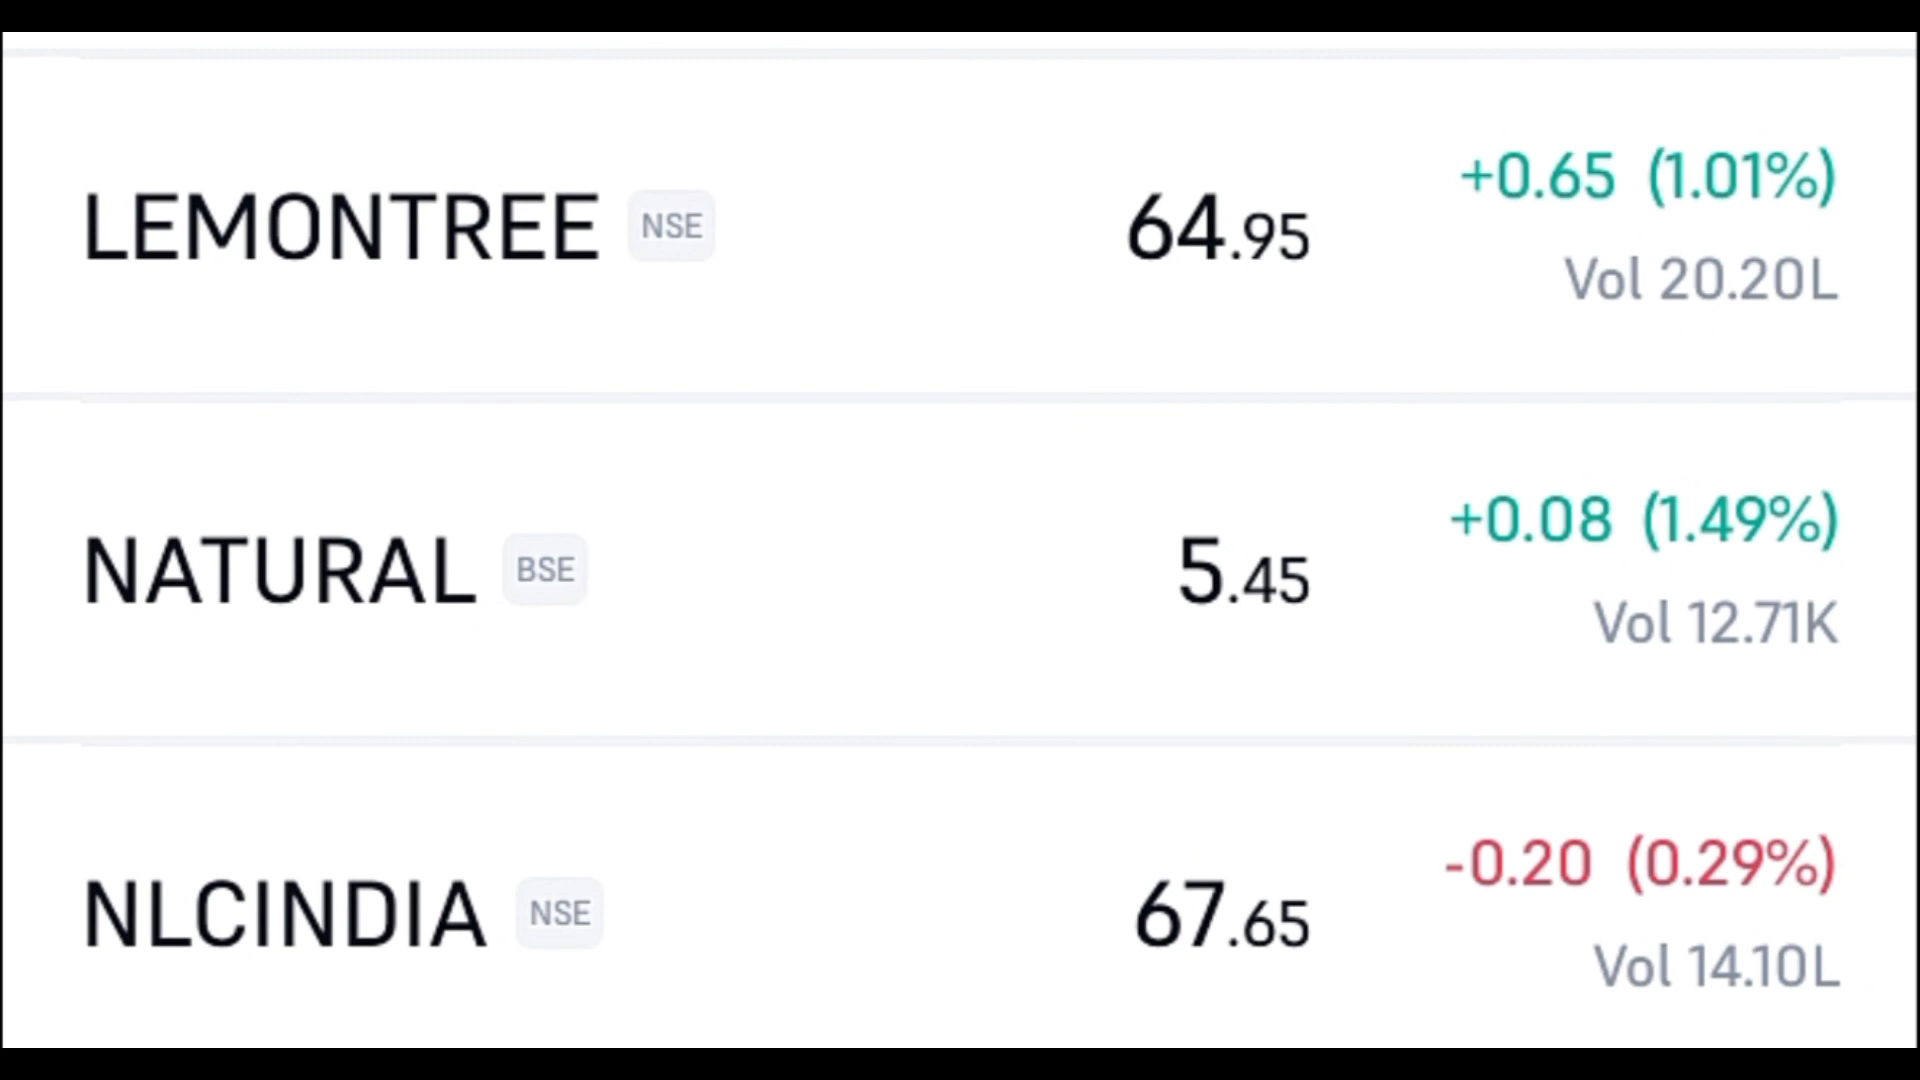 LEMONTREE NSE 64.95 +0.65 (1.01%)
Vol 20.20L
NATURAL BSE 5.45 +0.08 (1.49%)
Vol 12.71K
NLCINDIA NSE 67.65 -0.20 (0.29%)
Vol 14.10L